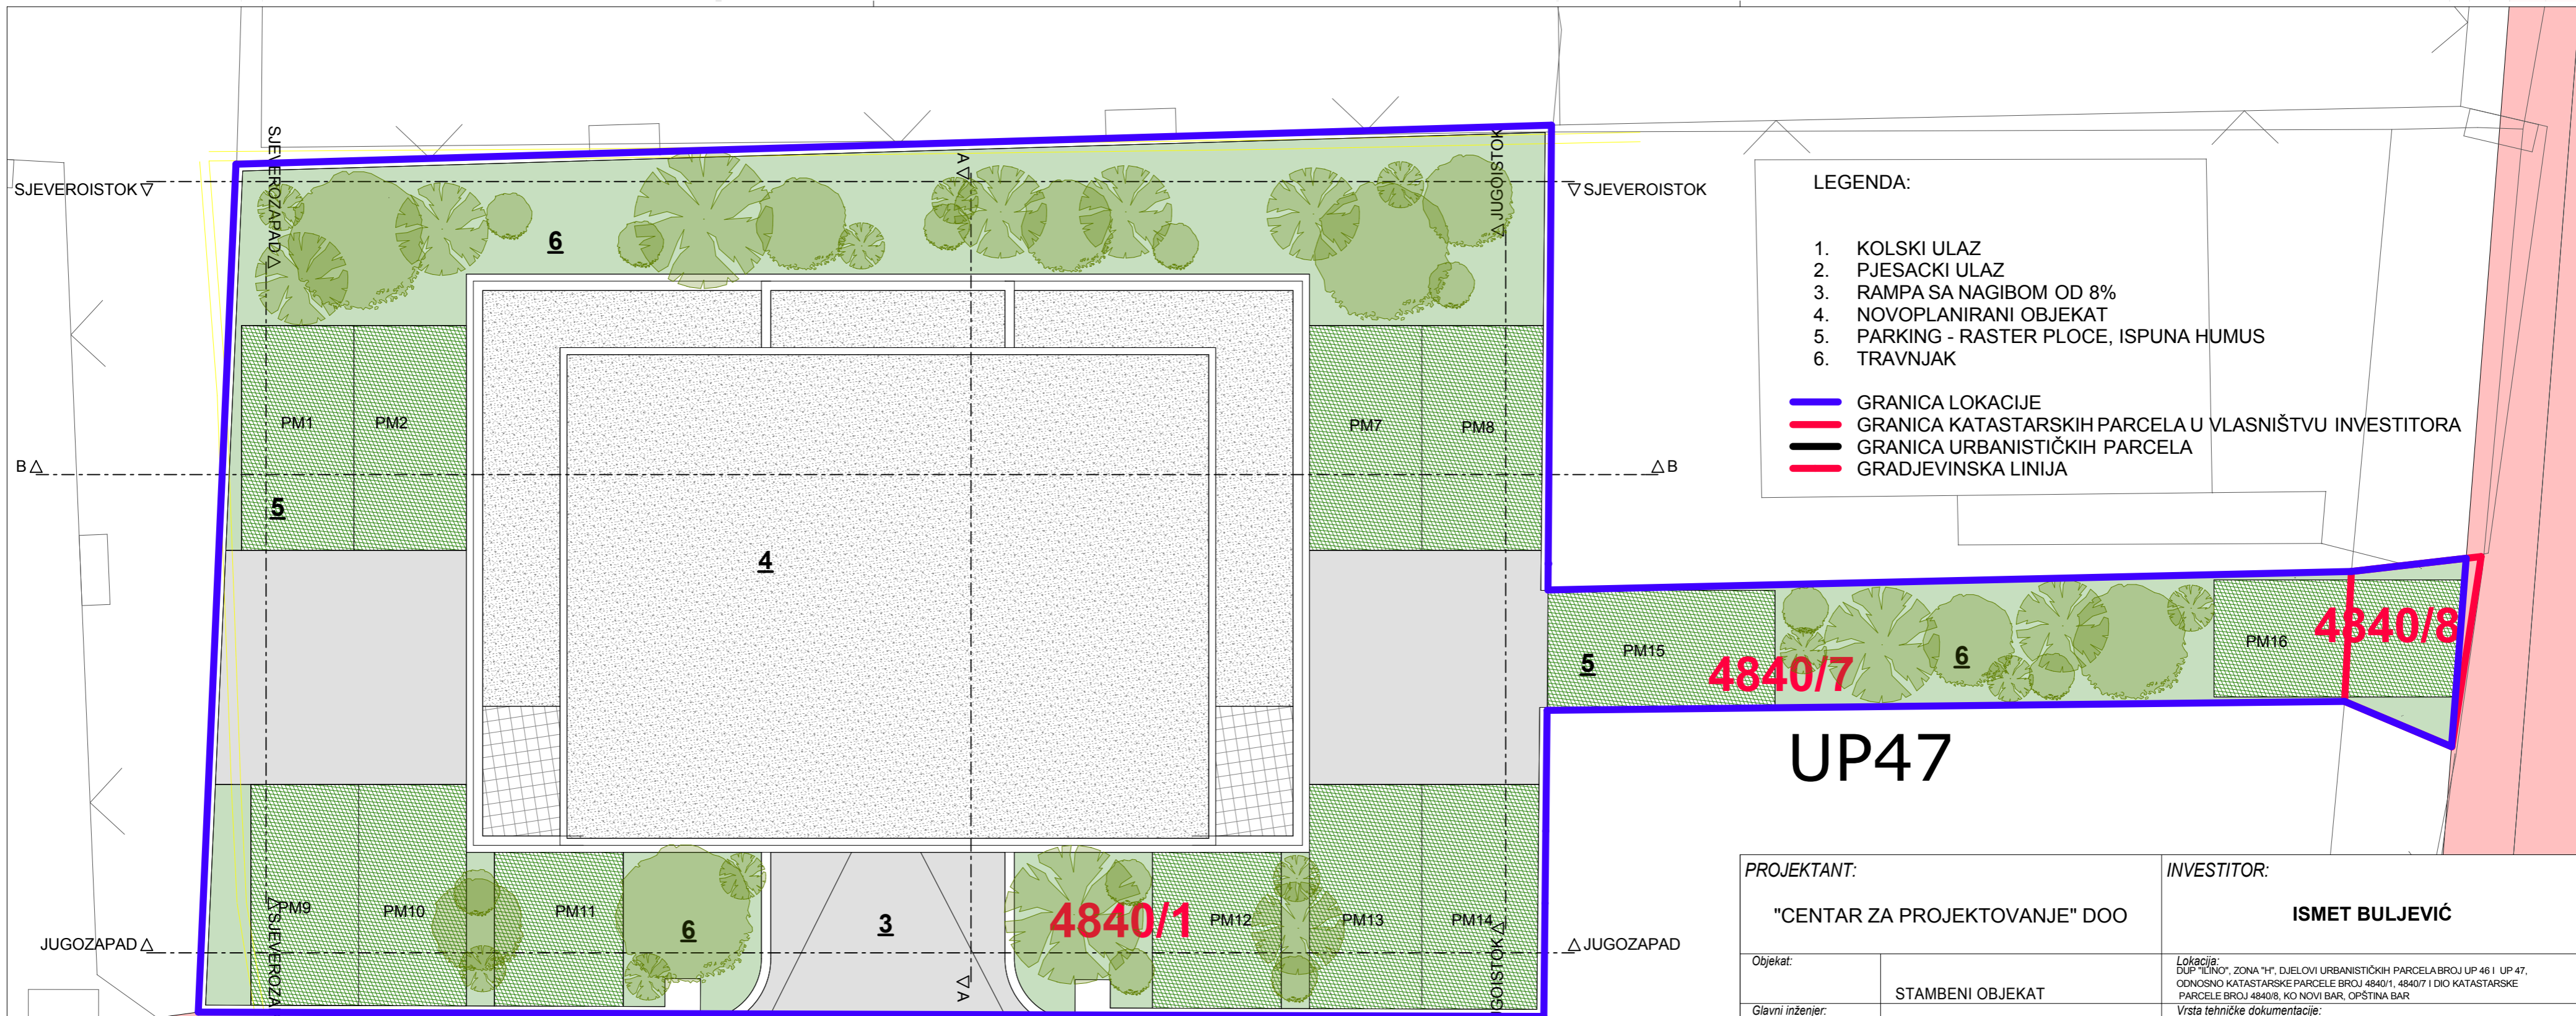 SJEVEROISTOK
SJEVEROZAPAD
A
JUGOISTOK
SJEVEROISTOK
6
PM1
PM2
B
5
4
PM7
PM8
B
LEGENDA:
1. KOLSKI ULAZ
2. PJESACKI ULAZ
3. RAMPA SA NAGIBOM OD 8%
4. NOVOPLANIRANI OBJEKAT
5. PARKING - RASTER PLOCE, ISPUNA HUMUS
6. TRAVNJAK
GRANICA LOKACIJE
GRANICA KATASTARSKIH PARCELA U VLASNIŠTVU INVESTITORA
GRANICA URBANISTIČKIH PARCELA
GRADJEVINSKA LINIJA
5
PM15
4840/7
6
PM16
4840/8
UP47
PM9
PM10
PM11
6
3
4840/1
PM12
PM13
PM14
JUGOZAPAD
SJEVEROZA
A
JUGOZAPAD
PROJEKTANT:
"CENTAR ZA PROJEKTOVANJE" DOO
INVESTITOR:
ISMET BULJEVIĆ
Objekat:
STAMBENI OBJEKAT
Lokacija:
DUP "ILINO", ZONA "H", DJELOVI URBANISTIČKIH PARCELA BROJ UP 46 I UP 47,
ODNOSNO KATASTARSKE PARCELE BROJ 4840/1, 4840/7 I DIO KATASTARSKE
PARCELE BROJ 4840/8, KO NOVI BAR, OPŠTINA BAR
Glavni inženjer:
Vrsta tehničke dokumentacije: